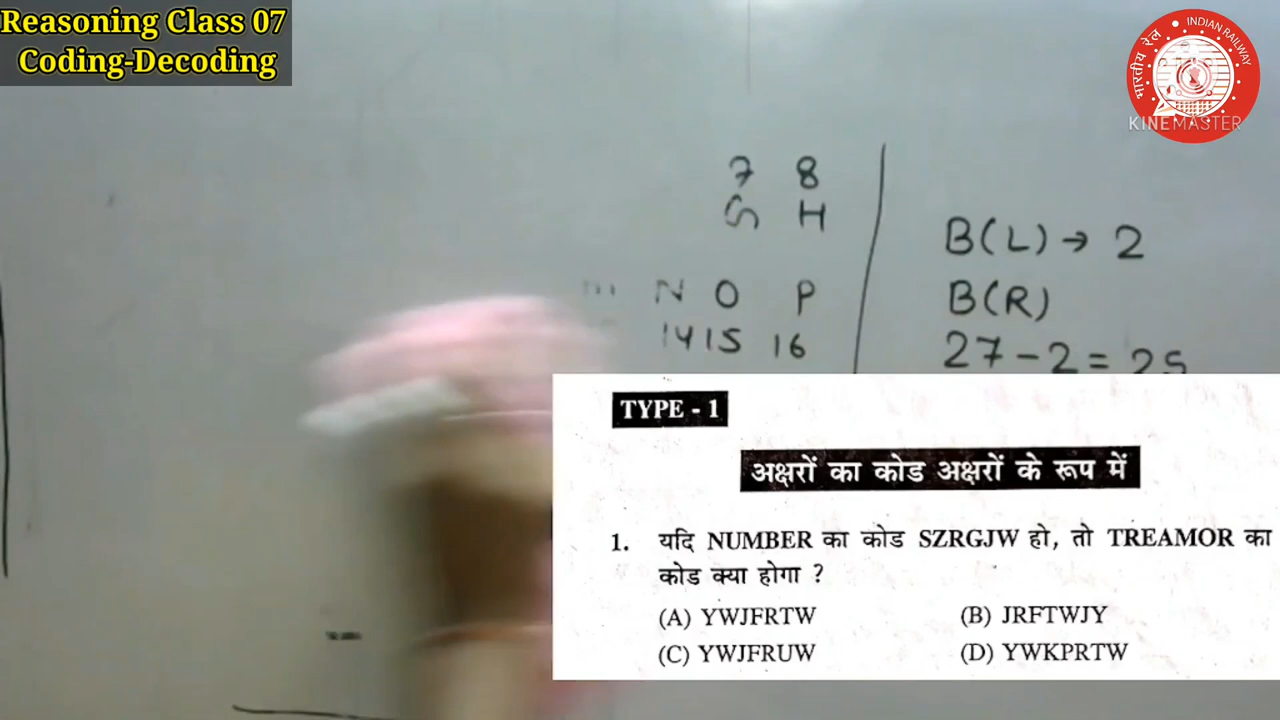 Reasoning Class 07
Coding-Decoding
भारतीय रेल
INDIAN RAILWAY
KINEMASTER
7 8
G H
N O P
14 15 16
B(L) → 2
B(R)
27 - 2 = 25
TYPE - 1
अक्षरों का कोड अक्षरों के रूप में
1. यदि NUMBER का कोड SZRGJW हो, तो TREAMOR का
कोड क्या होगा ?
(A) YWJFRTW (B) JRFTWJY
(C) YWJFRUW (D) YWKPRTW